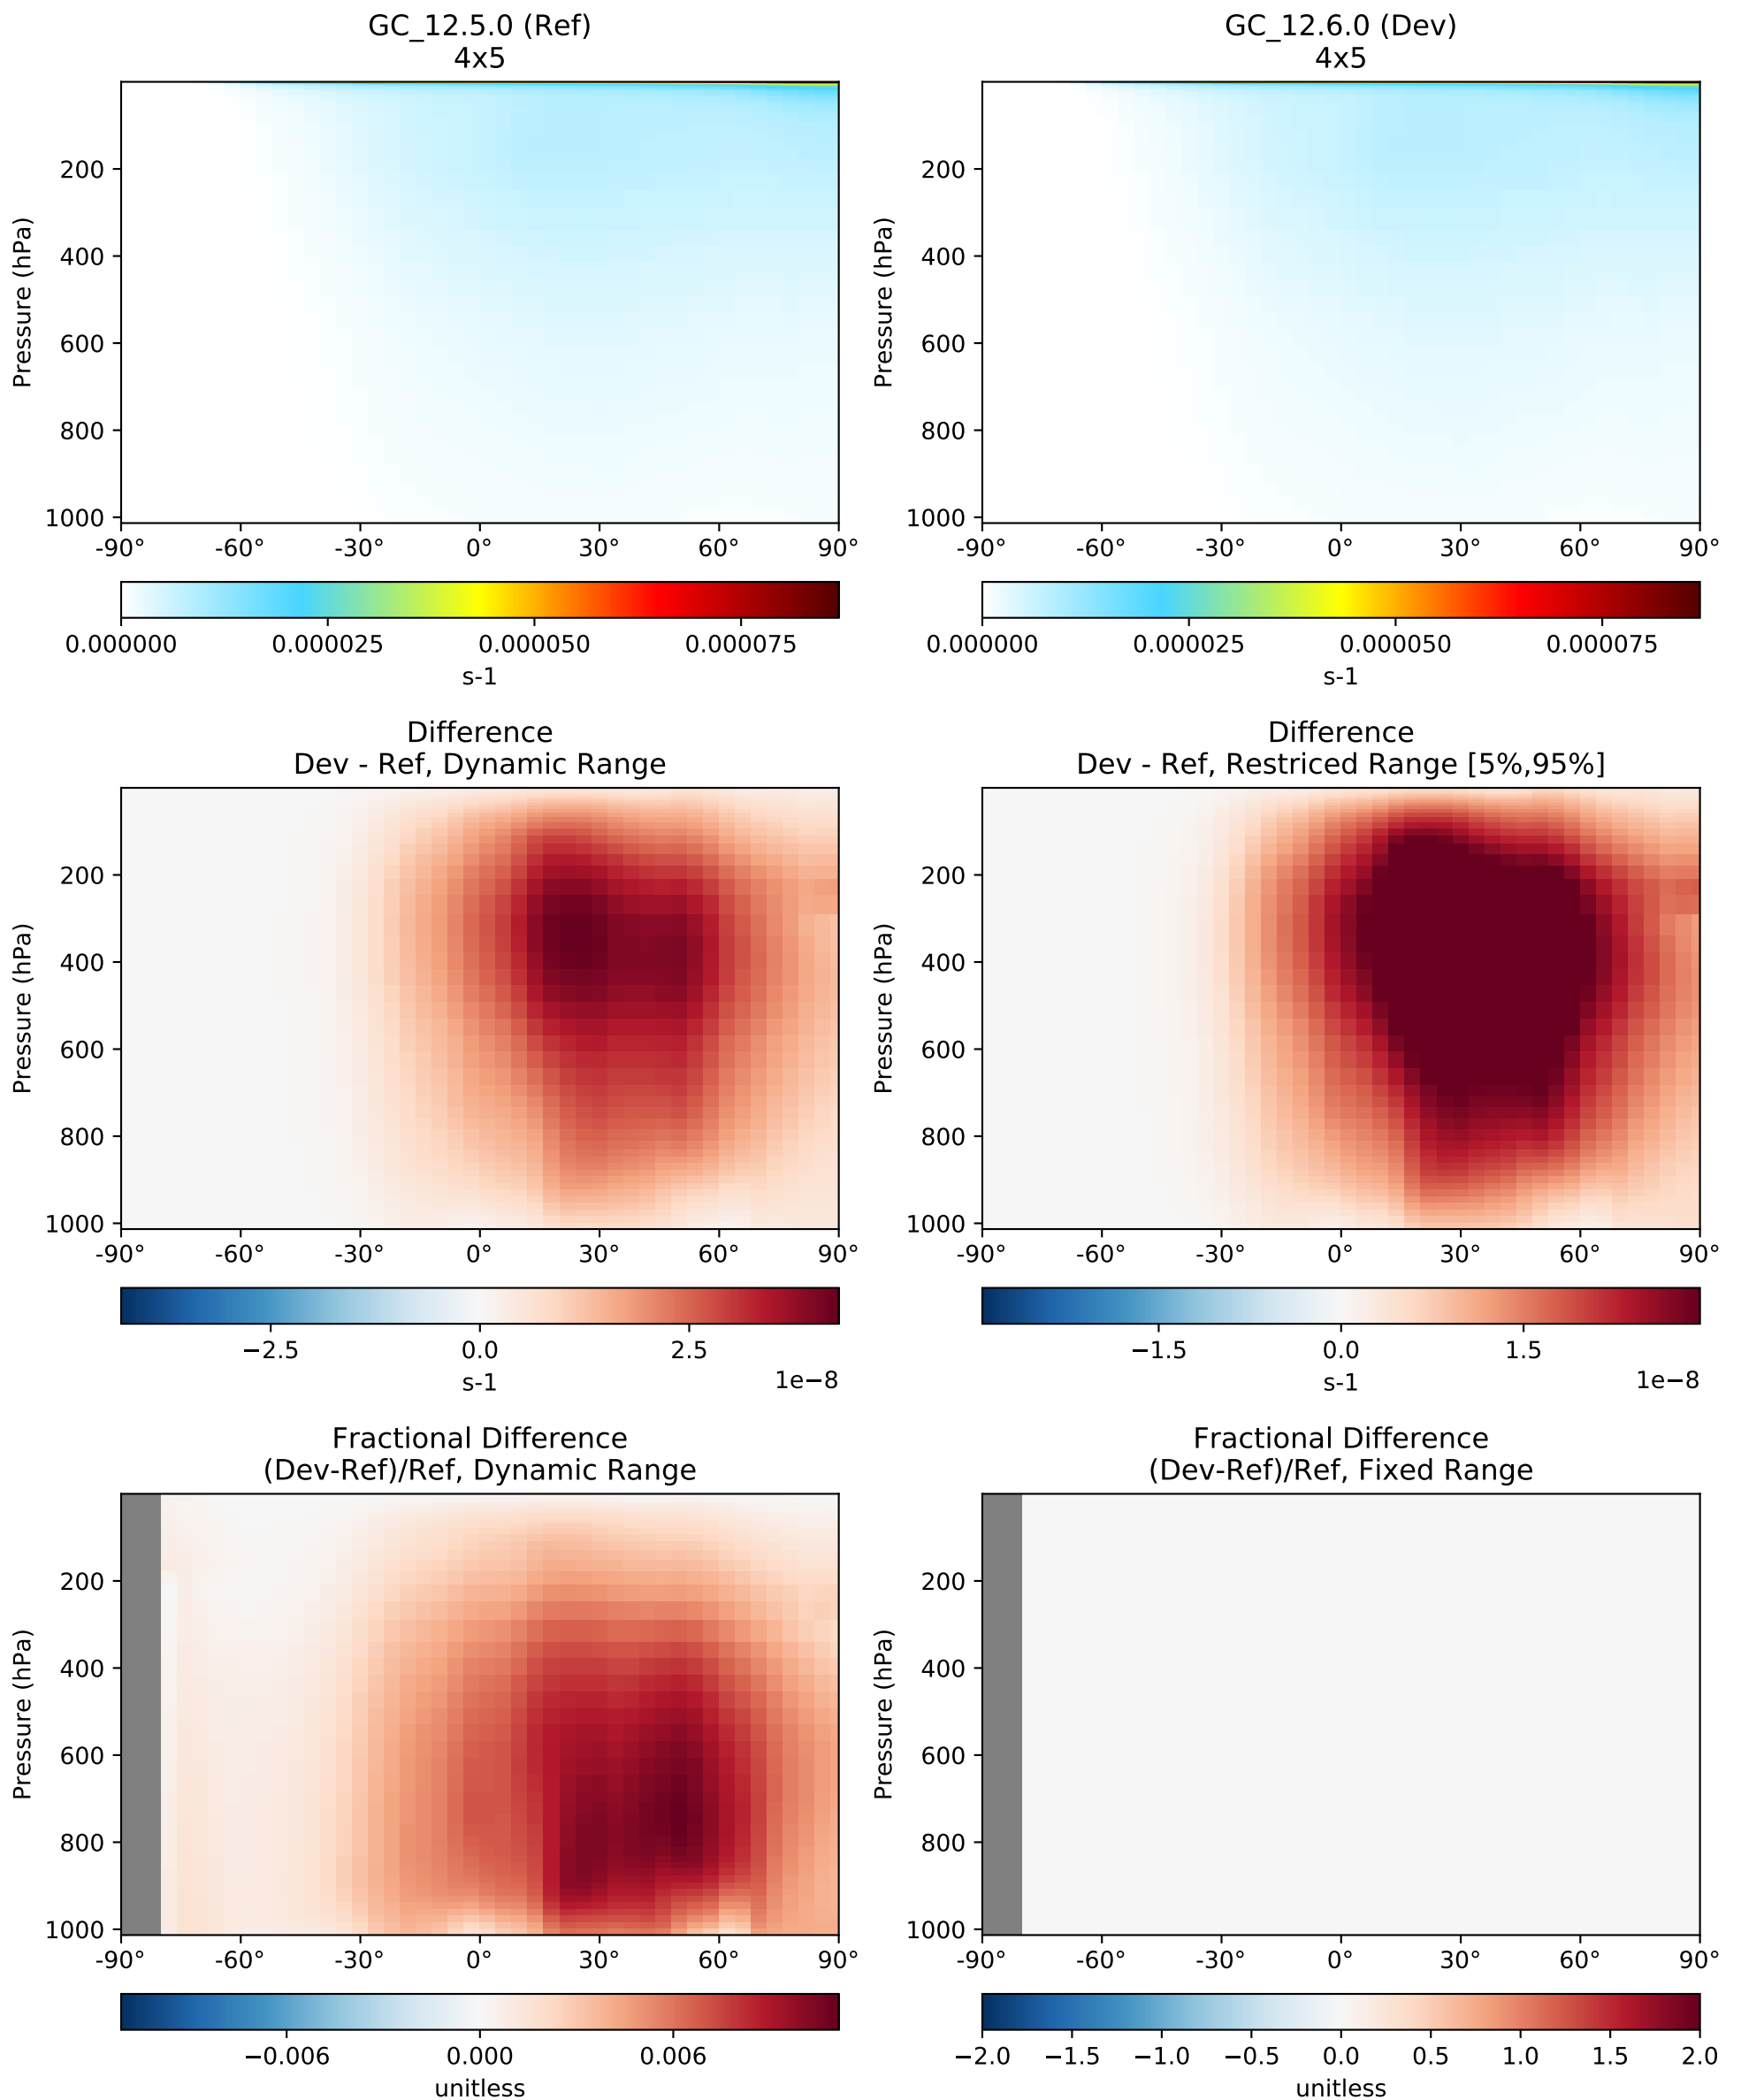 GC_12.5.0 (Ref)
4x5
GC_12.6.0 (Dev)
4x5
Pressure (hPa)
200
400
600
800
1000
-90° -60° -30° 0° 30° 60° 90°
0.000000 0.000025 0.000050 0.000075
s-1
Pressure (hPa)
200
400
600
800
1000
-90° -60° -30° 0° 30° 60° 90°
0.000000 0.000025 0.000050 0.000075
s-1
Difference
Dev - Ref, Dynamic Range
Pressure (hPa)
200
400
600
800
1000
-90° -60° -30° 0° 30° 60° 90°
−2.5 0.0 2.5
s-1
1e−8
Difference
Dev - Ref, Restriced Range [5%,95%]
Pressure (hPa)
200
400
600
800
1000
-90° -60° -30° 0° 30° 60° 90°
−1.5 0.0 1.5
s-1
1e−8
Fractional Difference
(Dev-Ref)/Ref, Dynamic Range
Pressure (hPa)
200
400
600
800
1000
-90° -60° -30° 0° 30° 60° 90°
−0.006 0.000 0.006
unitless
Fractional Difference
(Dev-Ref)/Ref, Fixed Range
Pressure (hPa)
200
400
600
800
1000
-90° -60° -30° 0° 30° 60° 90°
−2.0 −1.5 −1.0 −0.5 0.0 0.5 1.0 1.5 2.0
unitless